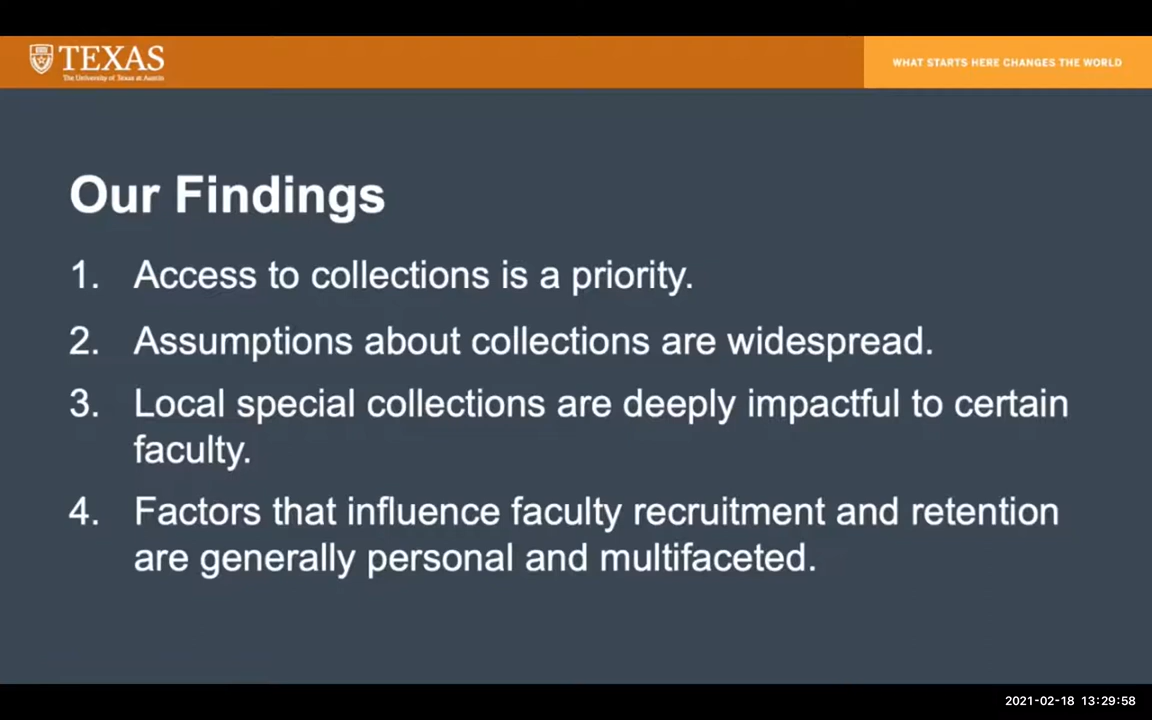 TEXAS
The University of Texas at Austin
WHAT STARTS HERE CHANGES THE WORLD
Our Findings
1. Access to collections is a priority.
2. Assumptions about collections are widespread.
3. Local special collections are deeply impactful to certain
faculty.
4. Factors that influence faculty recruitment and retention
are generally personal and multifaceted.
2021-02-18 13:29:58